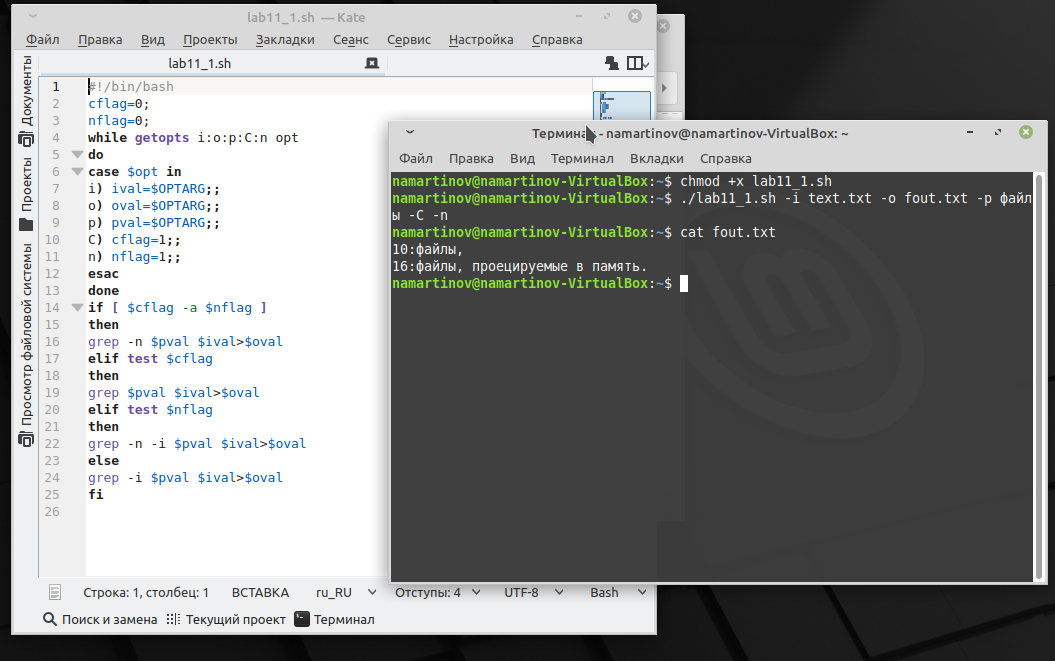 lab11_1.sh — Kate
Файл Правка Вид Проекты Закладки Сеанс Сервис Настройка Справка
lab11_1.sh
Документы
Проекты
Просмотр файловой системы
1 #!/bin/bash
2 cflag=0;
3 nflag=0;
4 while getopts i:o:p:C:n opt
5 do
6 case $opt in
7 i) ival=$OPTARG;;
8 o) oval=$OPTARG;;
9 p) pval=$OPTARG;;
10 C) cflag=1;;
11 n) nflag=1;;
12 esac
13 done
14 if [ $cflag -a $nflag ]
15 then
16 grep -n $pval $ival>$oval
17 elif test $cflag
18 then
19 grep $pval $ival>$oval
20 elif test $nflag
21 then
22 grep -n -i $pval $ival>$oval
23 else
24 grep -i $pval $ival>$oval
25 fi
26
Строка: 1, столбец: 1 ВСТАВКА ru_RU Отступы: 4 UTF-8 Bash
Поиск и замена Текущий проект Терминал
Терминал - namartinov@namartinov-VirtualBox: ~
Файл Правка Вид Терминал Вкладки Справка
namartinov@namartinov-VirtualBox:~$ chmod +x lab11_1.sh
namartinov@namartinov-VirtualBox:~$ ./lab11_1.sh -i text.txt -o fout.txt -p файл
ы -C -n
namartinov@namartinov-VirtualBox:~$ cat fout.txt
10:файлы,
16:файлы, проецируемые в память.
namartinov@namartinov-VirtualBox:~$